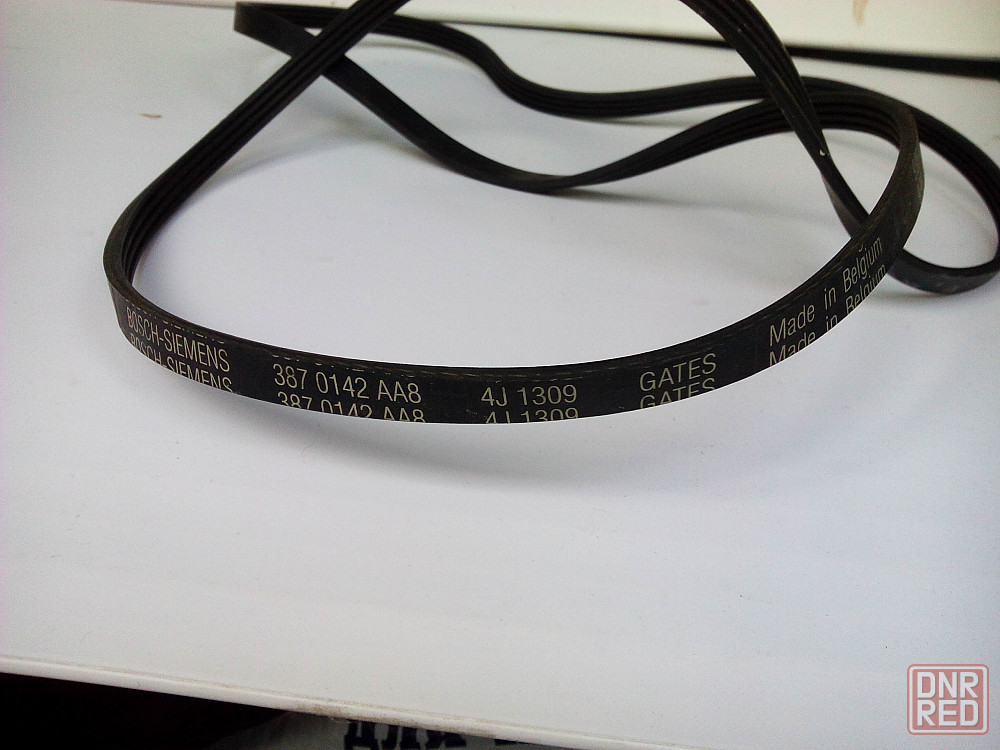 BOSCH-SIEMENS 387 0142 AA8 4J 1309 GATES Made in Belgium
BOSCH-SIEMENS 387 0142 AA8 4J 1309 GATES Made in Belgium
DNR
RED